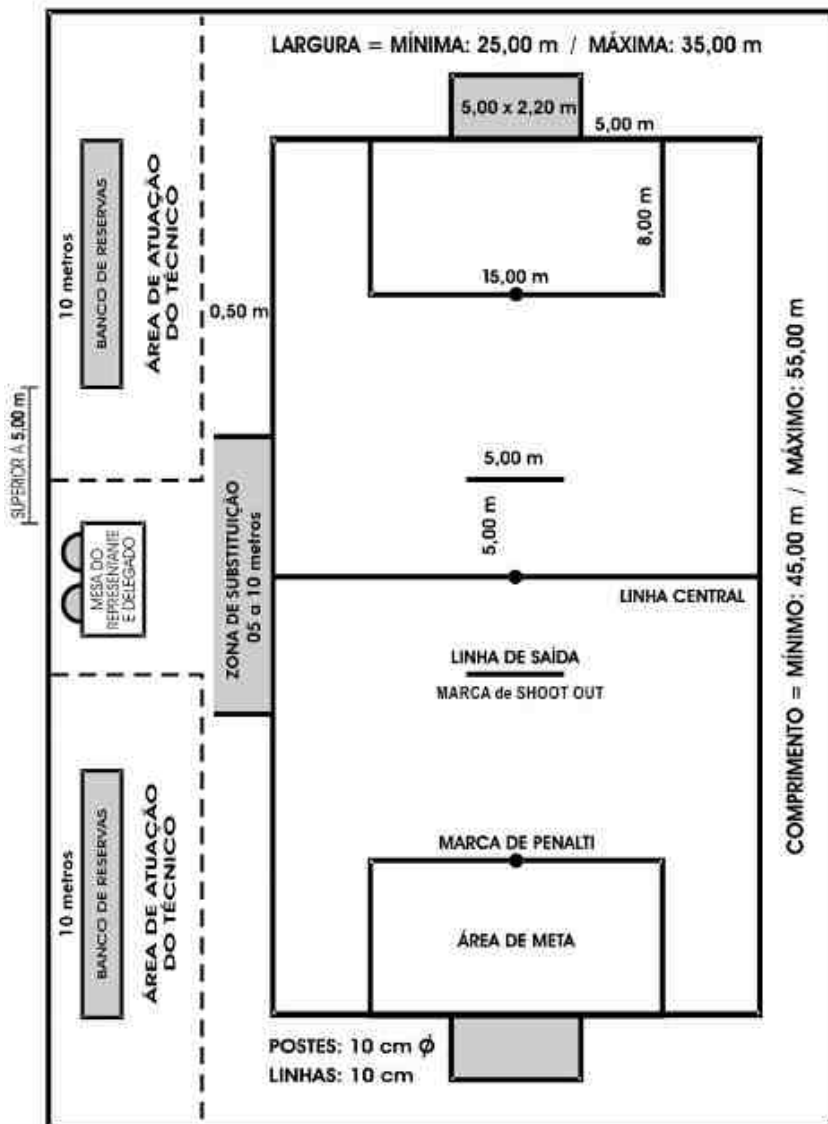 LARGURA = MÍNIMA: 25,00 m / MÁXIMA: 35,00 m
5,00 x 2,20 m
5,00 m
8,00 m
15,00 m
10 metros
BANCO DE RESERVAS
ÁREA DE ATUAÇÃO
DO TÉCNICO
0,50 m
SUPERIOR À 5,00 m
5,00 m
5,00 m
COMPRIMENTO = MÍNIMO: 45,00 m / MÁXIMO: 55,00 m
MESA DO
REPRESENTANTE
E DELEGADO
ZONA DE SUBSTITUIÇÃO
05 a 10 metros
LINHA CENTRAL
LINHA DE SAÍDA
MARCA de SHOOT OUT
10 metros
BANCO DE RESERVAS
ÁREA DE ATUAÇÃO
DO TÉCNICO
MARCA DE PENALTI
ÁREA DE META
POSTES: 10 cm φ
LINHAS: 10 cm